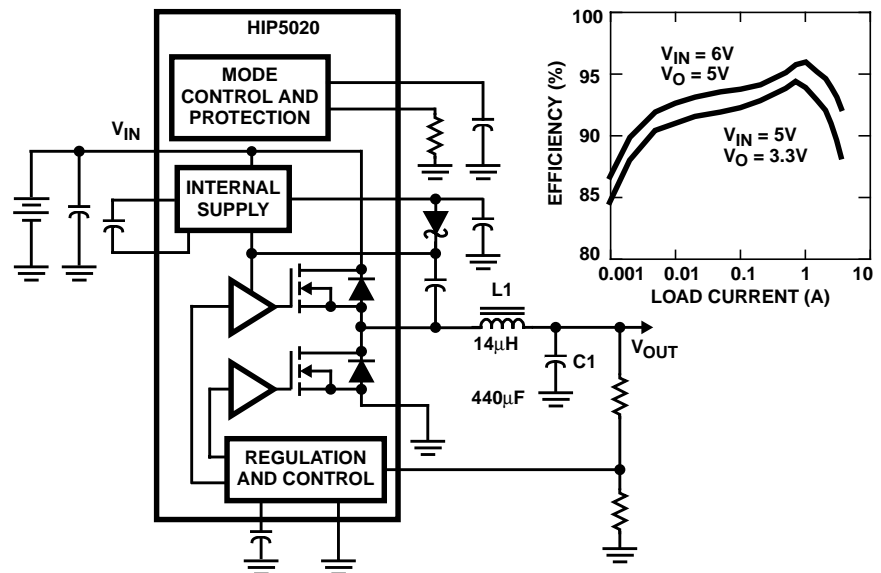 HIP5020
MODE
CONTROL AND
PROTECTION
V_IN
INTERNAL
SUPPLY
L1
14μH
C1
440μF
V_OUT
REGULATION
AND CONTROL
EFFICIENCY (%)
100
95
90
85
80
V_IN = 6V
V_O = 5V
V_IN = 5V
V_O = 3.3V
0.001 0.01 0.1 1 10
LOAD CURRENT (A)